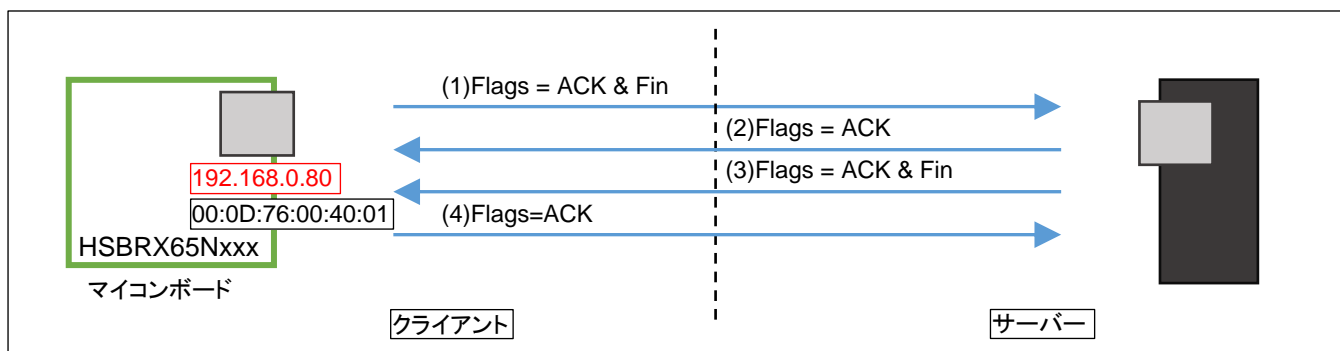 (1)Flags = ACK & Fin
(2)Flags = ACK
(3)Flags = ACK & Fin
192.168.0.80
00:0D:76:00:40:01
(4)Flags=ACK
HSBRX65Nxxx
マイコンボード
クライアント
サーバー